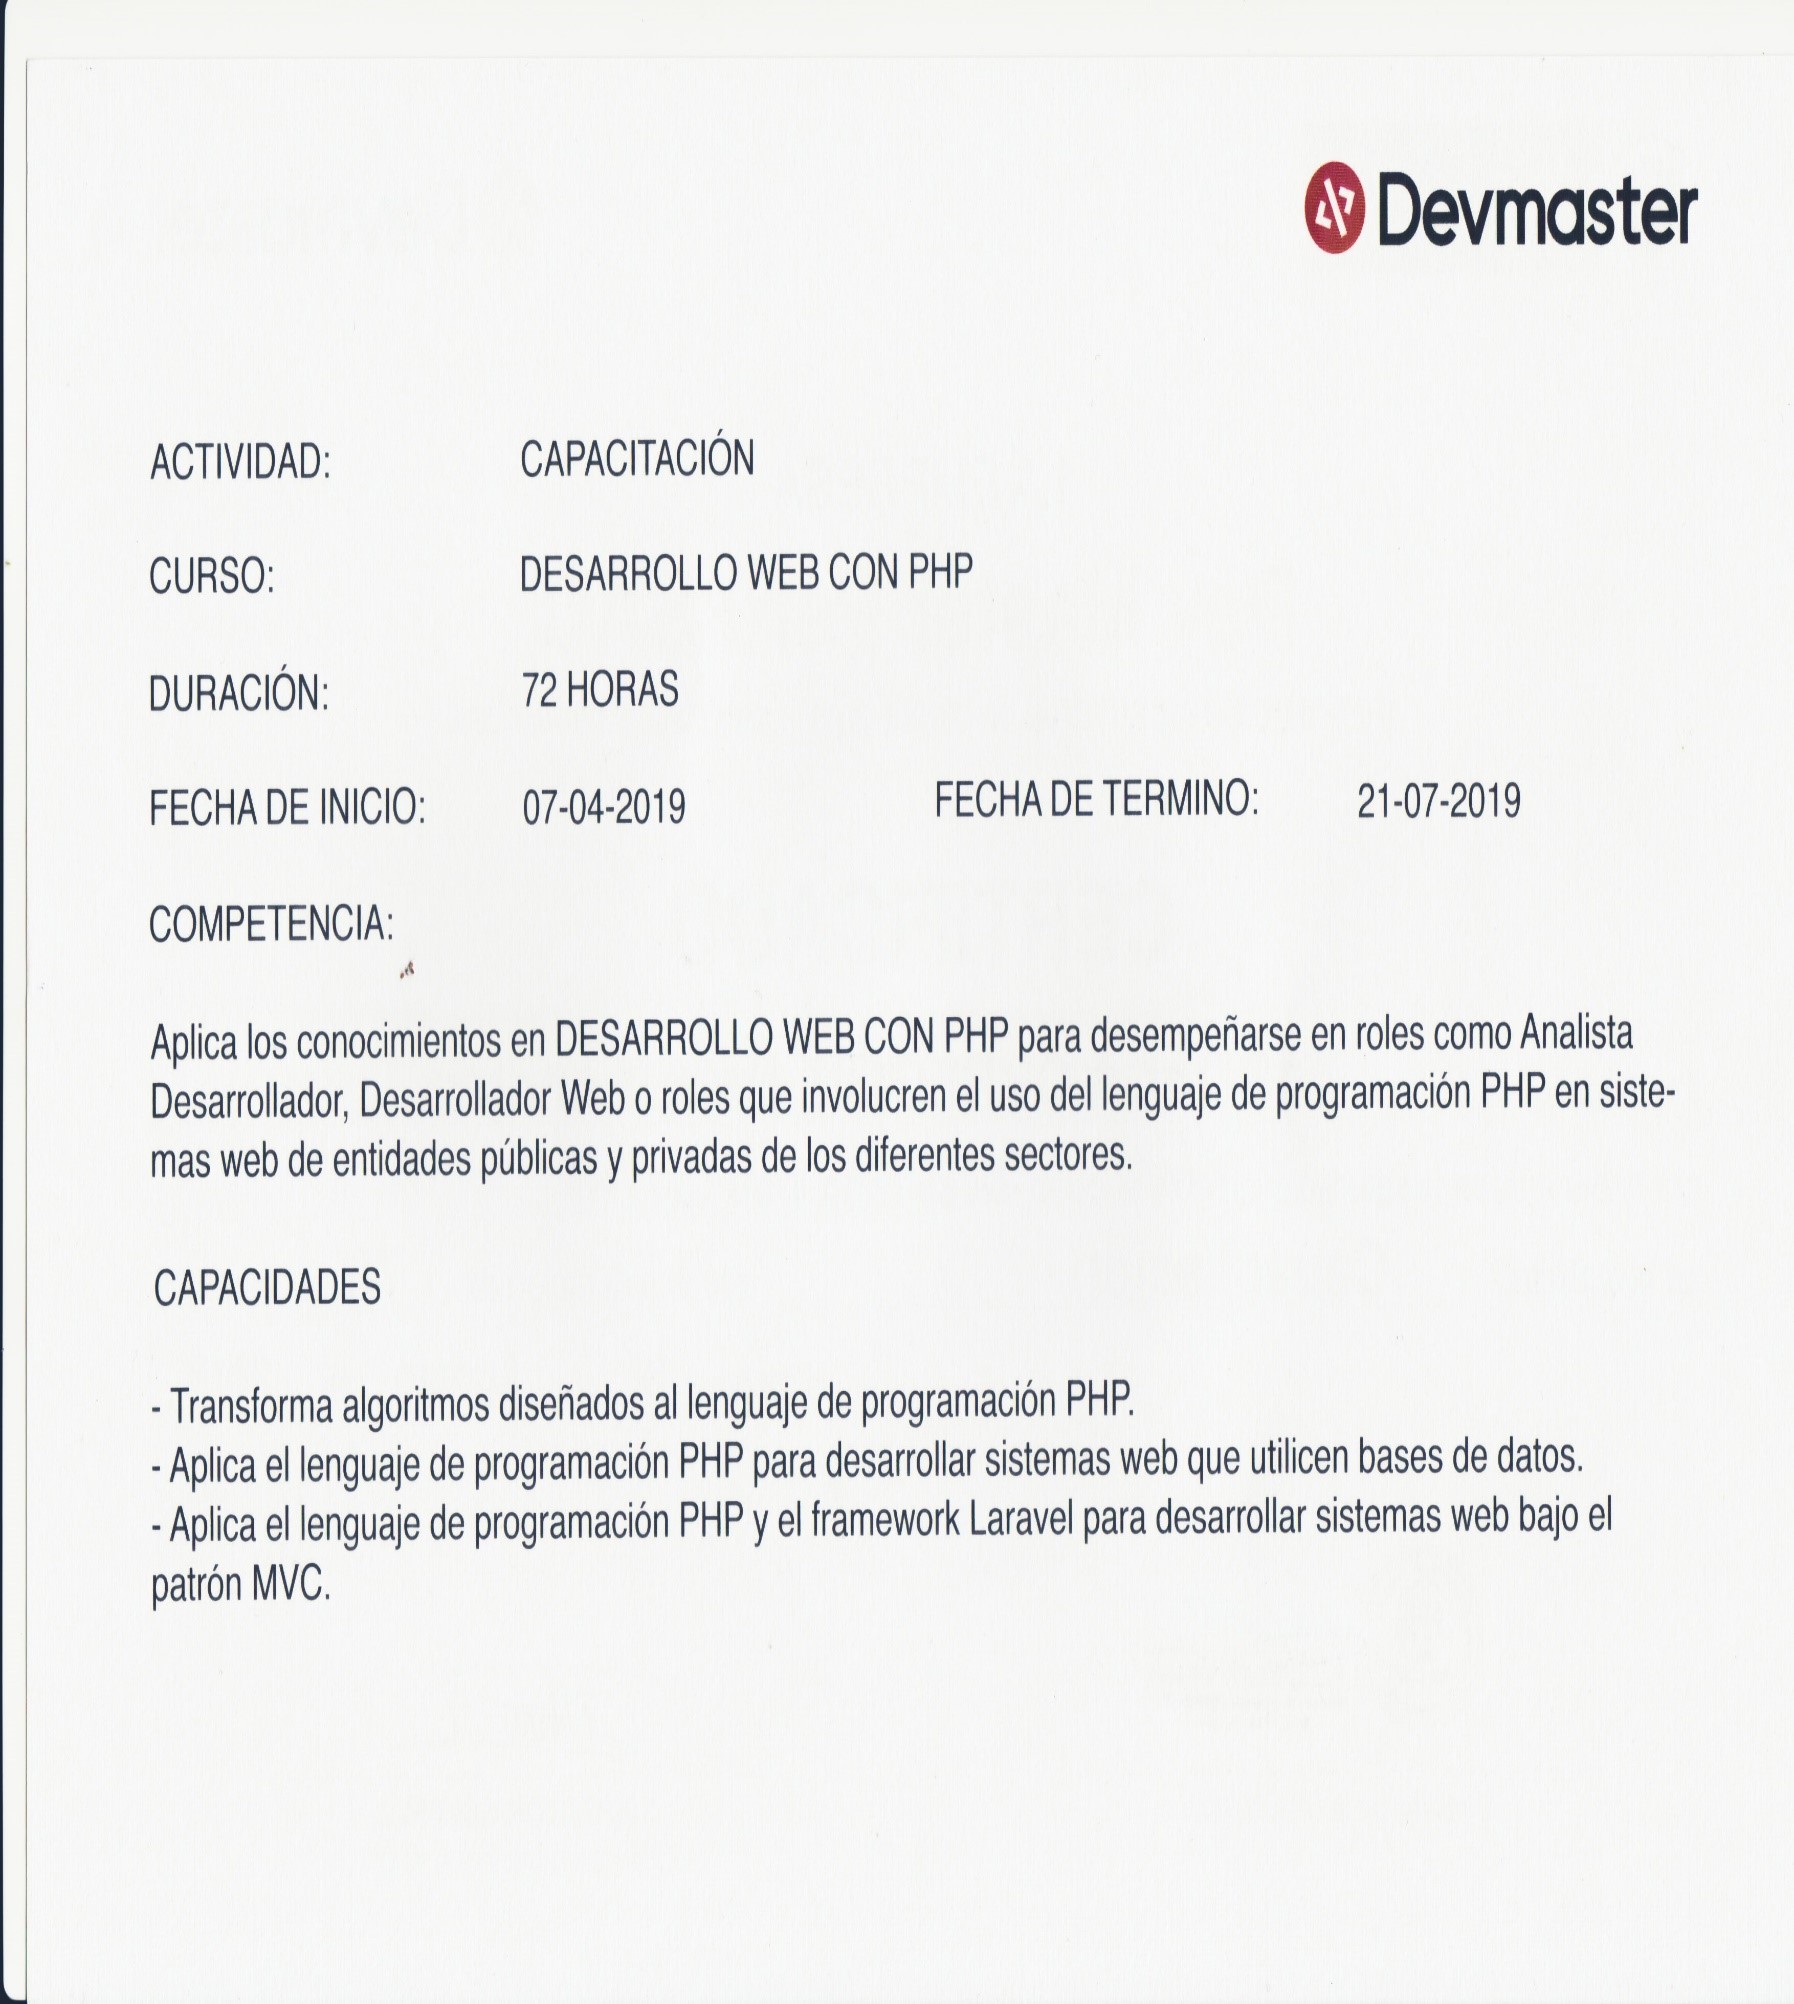 Devmaster
ACTIVIDAD: CAPACITACIÓN
CURSO: DESARROLLO WEB CON PHP
DURACIÓN: 72 HORAS
FECHA DE INICIO: 07-04-2019 FECHA DE TERMINO: 21-07-2019
COMPETENCIA:
Aplica los conocimientos en DESARROLLO WEB CON PHP para desempeñarse en roles como Analista
Desarrollador, Desarrollador Web o roles que involucren el uso del lenguaje de programación PHP en siste-
mas web de entidades públicas y privadas de los diferentes sectores.
CAPACIDADES
- Transforma algoritmos diseñados al lenguaje de programación PHP.
- Aplica el lenguaje de programación PHP para desarrollar sistemas web que utilicen bases de datos.
- Aplica el lenguaje de programación PHP y el framework Laravel para desarrollar sistemas web bajo el
patrón MVC.